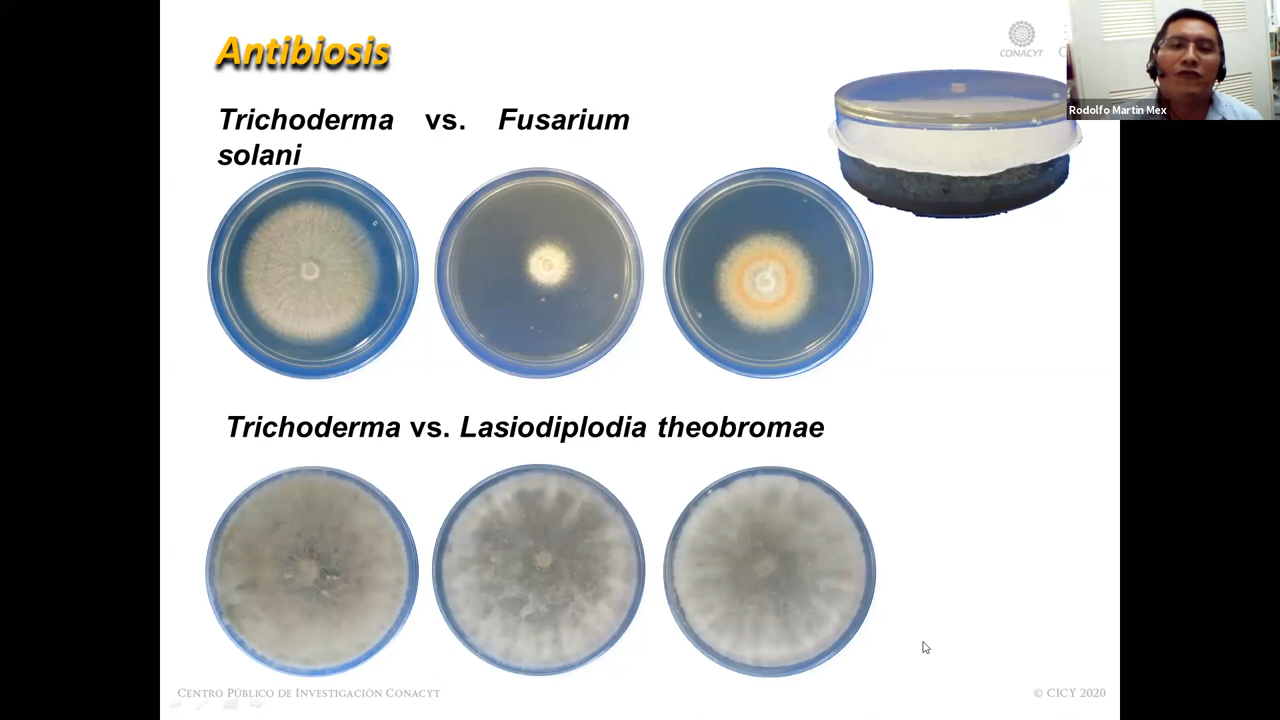 Antibiosis
CONACYT
Rodolfo Martin Mex
Trichoderma vs. Fusarium
solani
Trichoderma vs. Lasiodiplodia theobromae
CENTRO PÚBLICO DE INVESTIGACIÓN CONACYT
© CICY 2020